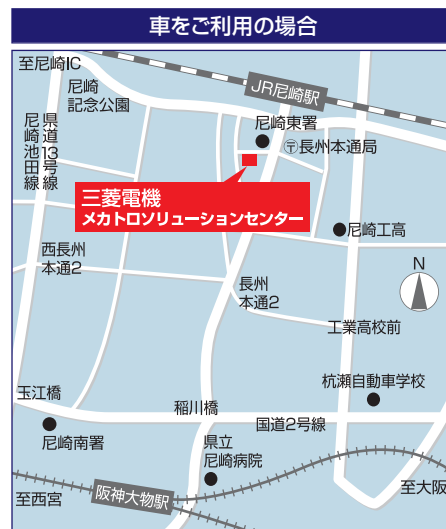 車をご利用の場合
至尼崎IC
JR尼崎駅
尼崎
記念公園
尼崎東署
〒長州本通局
県道13号線
尼崎池田線
三菱電機
メカトロソリューションセンター
尼崎工高
西長州
本通2
N
長州
本通2
工業高校前
杭瀬自動車学校
玉江橋
稲川橋
国道2号線
尼崎南署
県立
尼崎病院
至大阪
至西宮
阪神大物駅